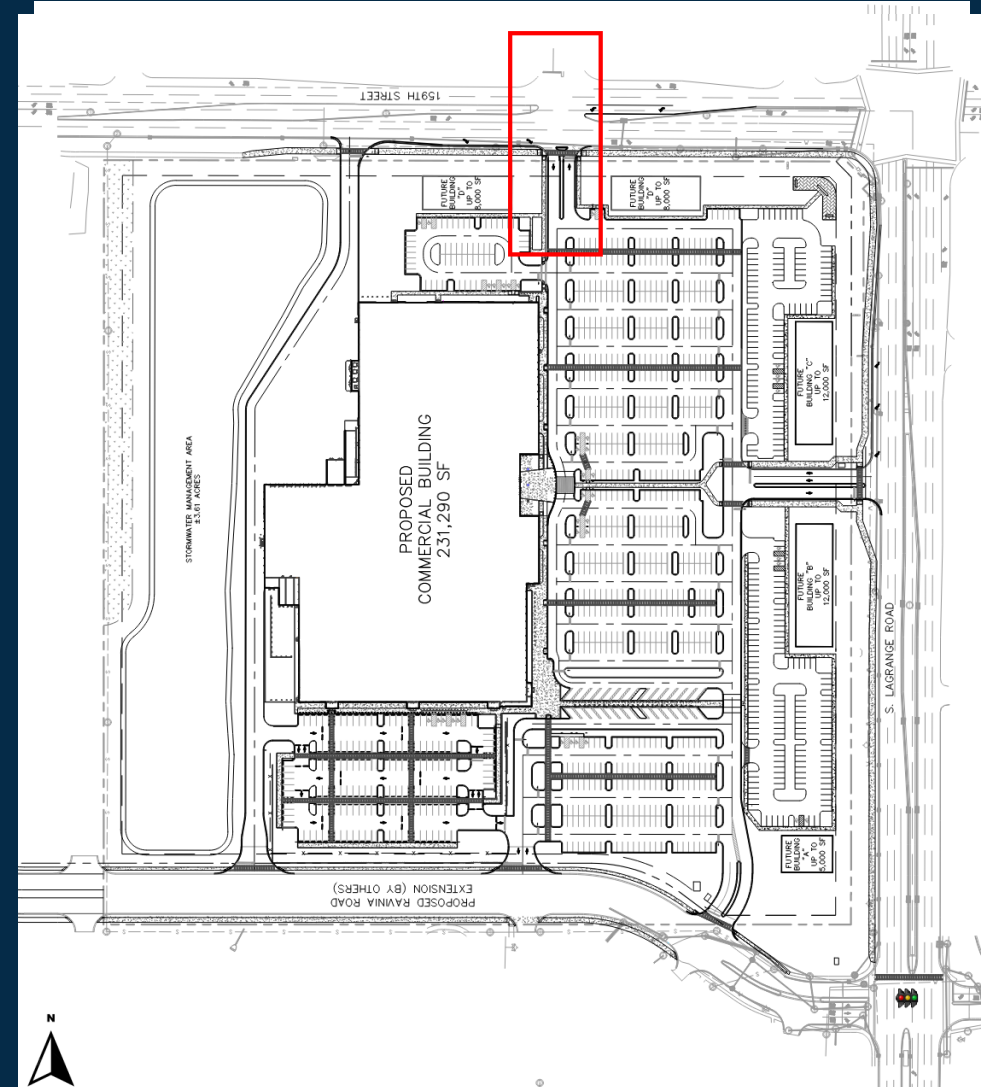 159TH STREET
FUTURE
BUILDING "D"
UP TO
8,000 SF
FUTURE
BUILDING "D"
UP TO
8,000 SF
FUTURE
BUILDING "C"
UP TO
12,000 SF
PROPOSED
COMMERCIAL BUILDING
231,290 SF
STORMWATER MANAGEMENT AREA
±3.61 ACRES
FUTURE
BUILDING "B"
UP TO
12,000 SF
S. LAGRANGE ROAD
FUTURE
BUILDING "A"
UP TO
5,000 SF
PROPOSED RAVINIA ROAD
EXTENSION (BY OTHERS)
N